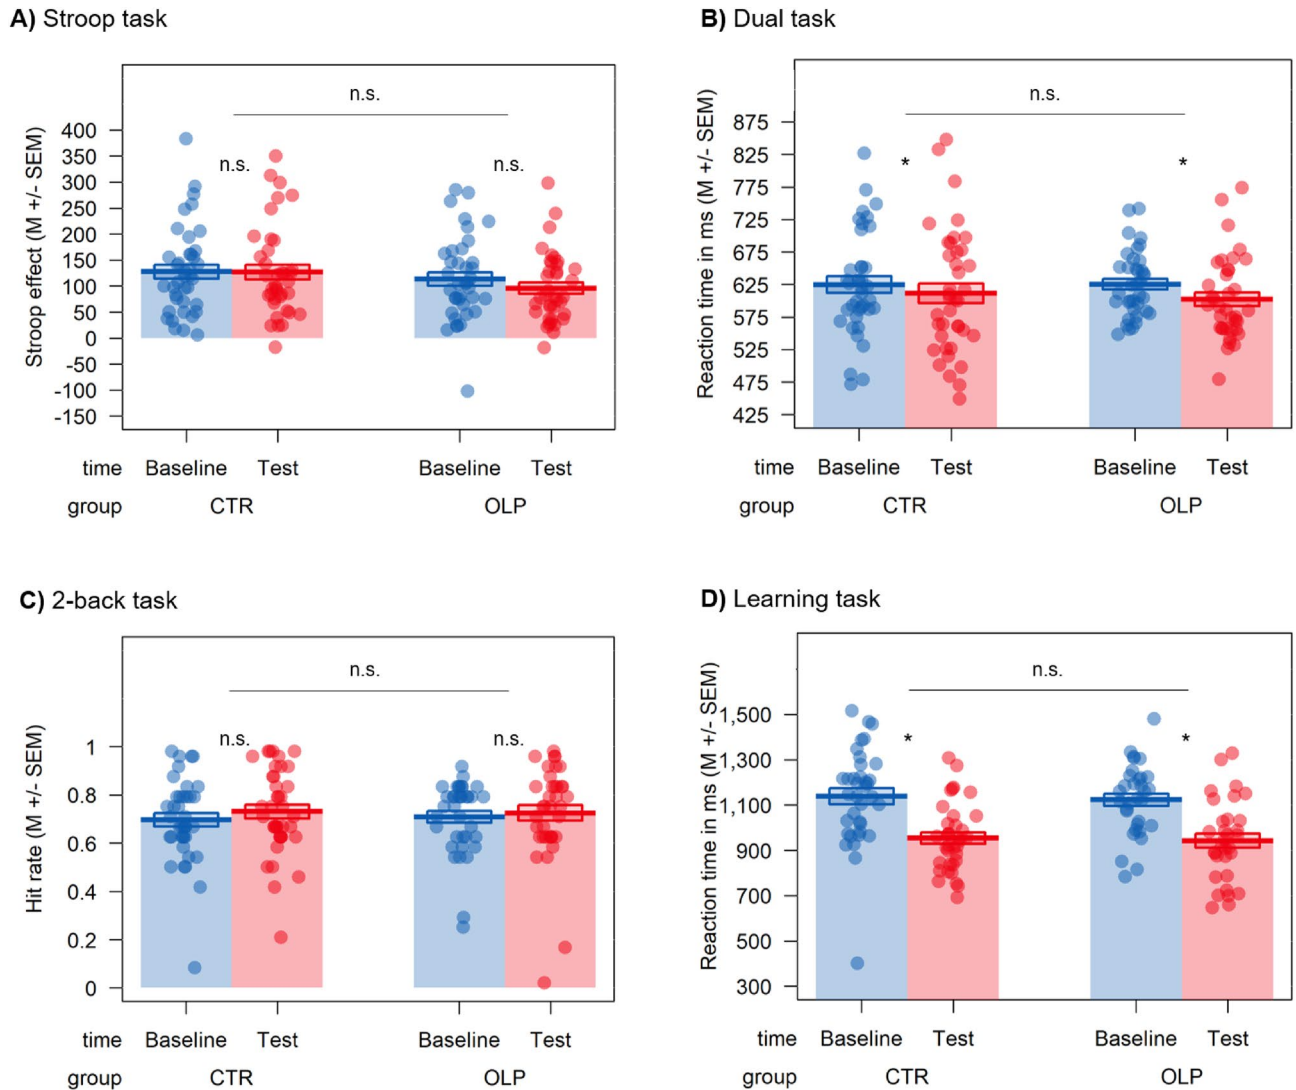 A) Stroop task
Stroop effect (M +/- SEM)
400
350
300
250
200
150
100
50
0
-50
-100
-150
n.s.
n.s.
n.s.
time Baseline Test Baseline Test
group CTR OLP
B) Dual task
Reaction time in ms (M +/- SEM)
875
825
775
725
675
625
575
525
475
425
n.s.
* *
time Baseline Test Baseline Test
group CTR OLP
C) 2-back task
Hit rate (M +/- SEM)
1
0.8
0.6
0.4
0.2
0
n.s.
n.s.
n.s.
time Baseline Test Baseline Test
group CTR OLP
D) Learning task
Reaction time in ms (M +/- SEM)
1,500
1,300
1,100
900
700
500
300
n.s.
* *
time Baseline Test Baseline Test
group CTR OLP